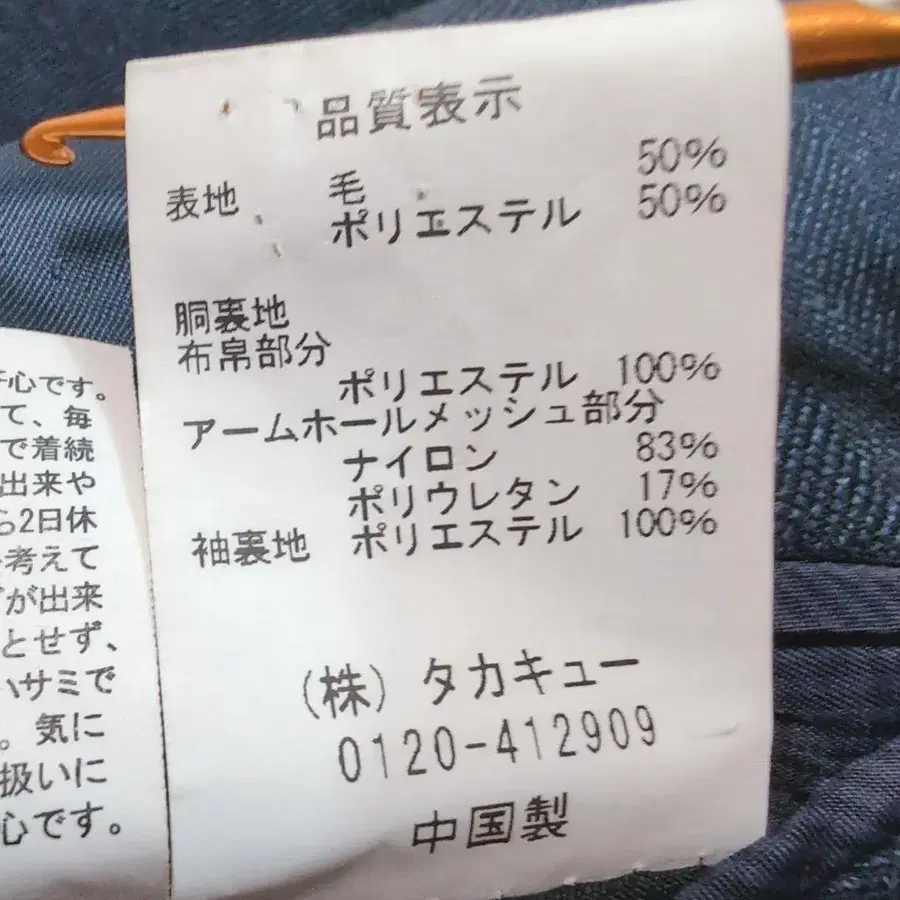 品質表示
表地 毛 50%
ポリエステル 50%
胴裏地
布帛部分
ポリエステル 100%
アームホールメッシュ部分
ナイロン 83%
ポリウレタン 17%
袖裏地 ポリエステル 100%
(株)タカキュー
0120-412909
中国製
心です。
て、毎
で着続
出来や
2日休
考えて
が出来
とせず、
ハサミで
。気に
扱いに
心です。